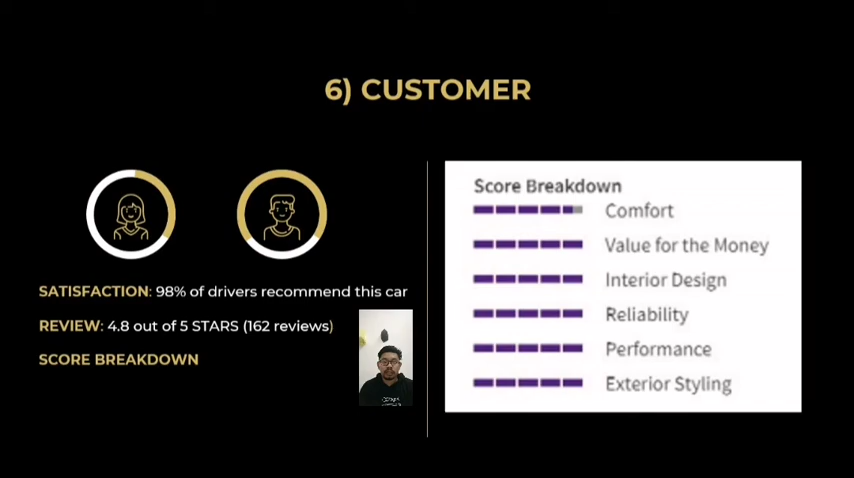 6) CUSTOMER
SATISFACTION: 98% of drivers recommend this car
REVIEW: 4.8 out of 5 STARS (162 reviews)
SCORE BREAKDOWN
Score Breakdown
Comfort
Value for the Money
Interior Design
Reliability
Performance
Exterior Styling